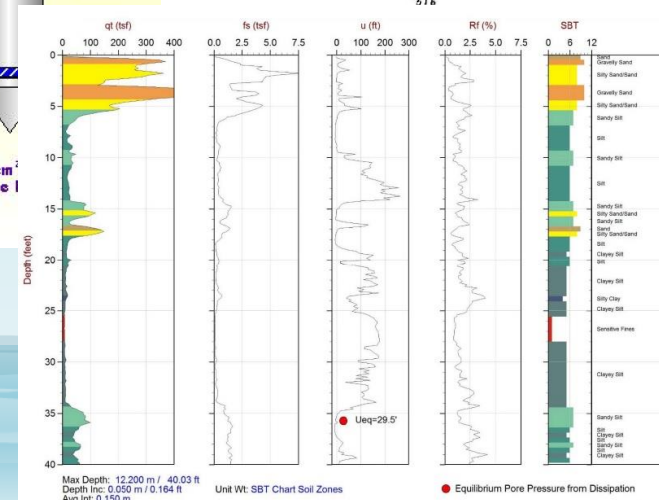 qt (tsf) fs (tsf) u (ft) Rf (%) SBT
0 100 200 300 400 0.0 2.5 5.0 7.5 0 100 200 300 0.0 2.5 5.0 7.5 0 6 12
0
5
10
15
20
25
30
35
40
Depth (feet)
Sand
Gravelly Sand
Silty Sand/Sand
Gravelly Sand
Silty Sand/Sand
Sandy Silt
Silt
Sandy Silt
Silt
Sandy Silt
Silty Sand/Sand
Sandy Silt
Sand
Silty Sand/Sand
Silt
Clayey Silt
Silt
Clayey Silt
Silty Clay
Clayey Silt
Sensitive Fines
Clayey Silt
Sandy Silt
Silt
Clayey Silt
Silt
Sandy Silt
Silt
Clayey Silt
Ueq=29.5'
Max Depth: 12.200 m / 40.03 ft
Depth Inc: 0.050 m / 0.164 ft
Avg Int: 0.150 m
Unit Wt: SBT Chart Soil Zones
Equilibrium Pore Pressure from Dissipation